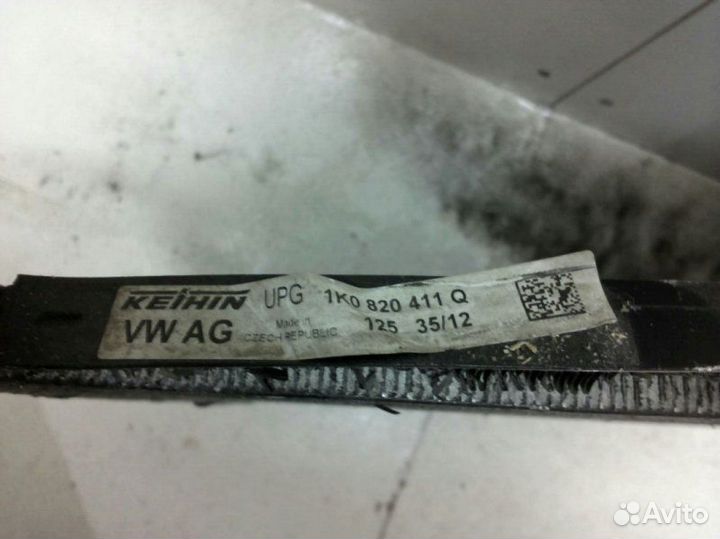 KEIHIN UPG 1K0 820 411 Q
VW AG Made in CZECH REPUBLIC 125 35/12
Avito